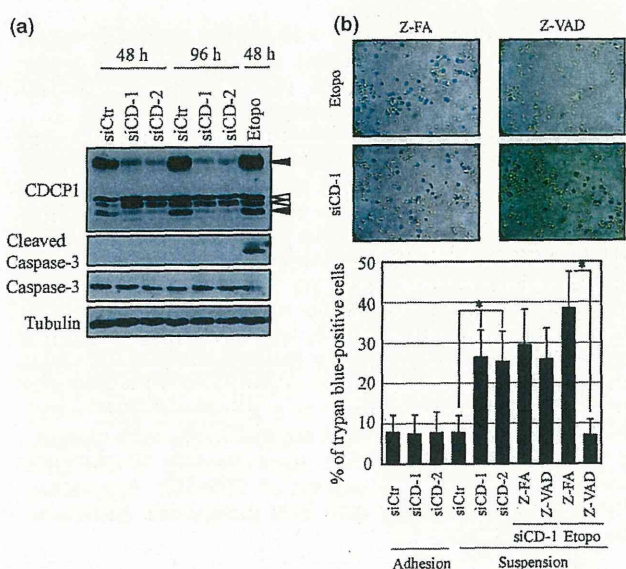 (a)
48 h 96 h 48 h
siCtr siCD-1 siCD-2 siCtr siCD-1 siCD-2 Etopo
CDCP1
Cleaved
Caspase-3
Caspase-3
Tubulin
(b)
Z-FA Z-VAD
Etopo
siCD-1
% of trypan blue-positive cells
50
40
30
20
10
0
siCtr siCD-1 siCD-2 siCtr siCD-1 siCD-2 Z-FA Z-VAD Z-FA Z-VAD
siCD-1 Etopo
Adhesion Suspension
*
*